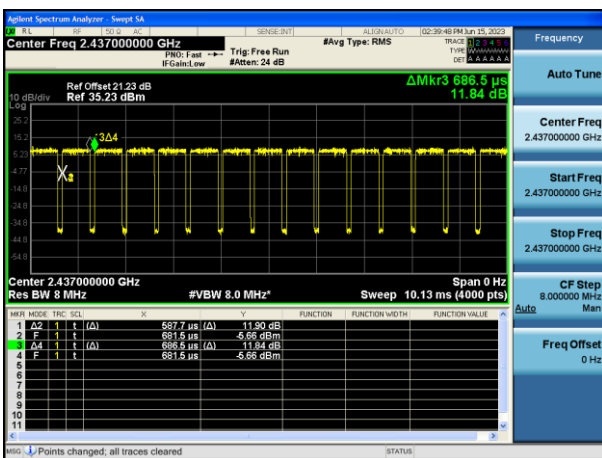 Agilent Spectrum Analyzer - Swept SA
RL RF 50 Ω AC SENSE:INT ALIGNAUTO 02:39:48 PM Jun 15, 2023
Center Freq 2.437000000 GHz #Avg Type: RMS TRACE 1 2 3 4 5 6
PNO: Fast Trig: Free Run TYPE
IFGain:Low #Atten: 24 dB DET A A A A A A
Ref Offset 21.23 dB ΔMkr3 686.5 µs
10 dB/div Ref 35.23 dBm 11.84 dB
Log
25.2
15.2
3Δ4
5.23
-4.77
-14.8
-24.8
-34.8
-44.8
-54.8
Center 2.437000000 GHz Span 0 Hz
Res BW 8 MHz #VBW 8.0 MHz* Sweep 10.13 ms (4000 pts)
MKR MODE TRC SCL X Y FUNCTION FUNCTION WIDTH FUNCTION VALUE
1 Δ2 1 t (Δ) 587.7 µs (Δ) 11.90 dB
2 F 1 t 681.5 µs -5.66 dBm
3 Δ4 1 t (Δ) 686.5 µs (Δ) 11.84 dB
4 F 1 t 681.5 µs -5.66 dBm
5
6
7
8
9
10
11
MSG Points changed; all traces cleared STATUS
Frequency
Auto Tune
Center Freq
2.437000000 GHz
Start Freq
2.437000000 GHz
Stop Freq
2.437000000 GHz
CF Step
8.000000 MHz
Auto Man
Freq Offset
0 Hz